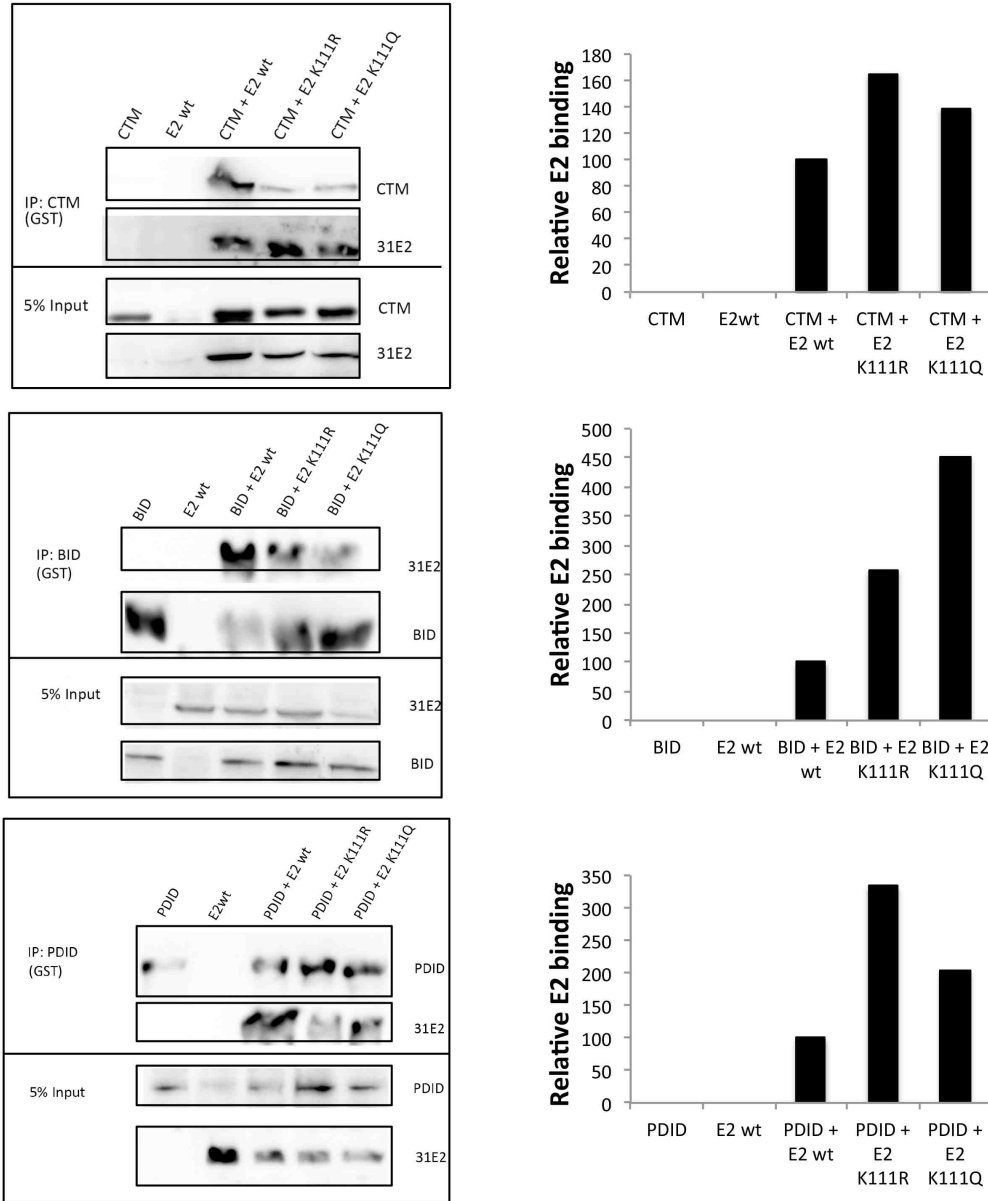 CTM
E2 wt
CTM + E2 wt
CTM + E2 K111R
CTM + E2 K111Q
IP: CTM
(GST)
CTM
31E2
5% Input
CTM
31E2
Relative E2 binding
180
160
140
120
100
80
60
40
20
0
CTM E2wt CTM + CTM + CTM +
E2 wt E2 E2
K111R K111Q
BID
E2 wt
BID + E2 wt
BID + E2 K111R
BID + E2 K111Q
IP: BID
(GST)
31E2
BID
5% Input
31E2
BID
Relative E2 binding
500
450
400
350
300
250
200
150
100
50
0
BID E2 wt BID + E2 BID + E2 BID + E2
wt K111R K111Q
PDID
E2wt
PDID + E2 wt
PDID + E2 K111R
PDID + E2 K111Q
IP: PDID
(GST)
PDID
31E2
5% Input
PDID
31E2
Relative E2 binding
350
300
250
200
150
100
50
0
PDID E2 wt PDID + PDID + PDID +
E2 wt E2 E2
K111R K111Q